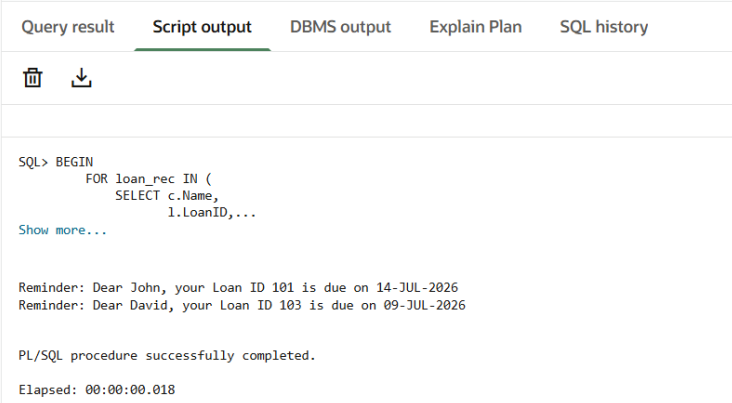 Query result Script output DBMS output Explain Plan SQL history
SQL> BEGIN
FOR loan_rec IN (
SELECT c.Name,
l.LoanID,...
Show more...
Reminder: Dear John, your Loan ID 101 is due on 14-JUL-2026
Reminder: Dear David, your Loan ID 103 is due on 09-JUL-2026
PL/SQL procedure successfully completed.
Elapsed: 00:00:00.018